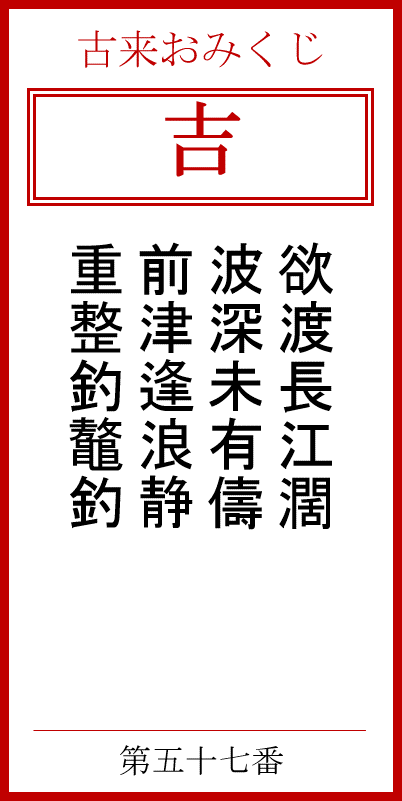 古来おみくじ
吉
欲渡長江濶
波深未有儔
前津逢浪静
重整釣鼇釣
第五十七番